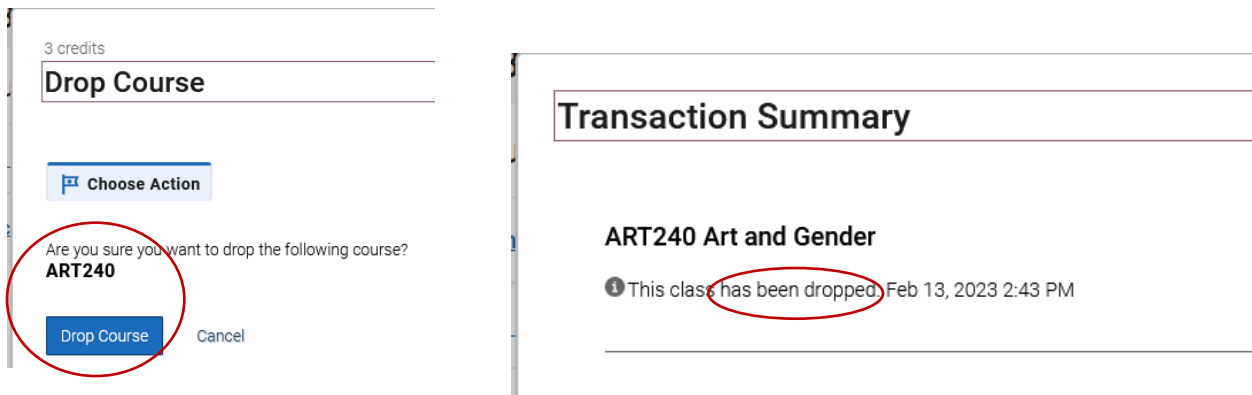 3 credits
Drop Course
Choose Action
Are you sure you want to drop the following course?
ART240
Drop Course Cancel
Transaction Summary
ART240 Art and Gender
This class has been dropped. Feb 13, 2023 2:43 PM